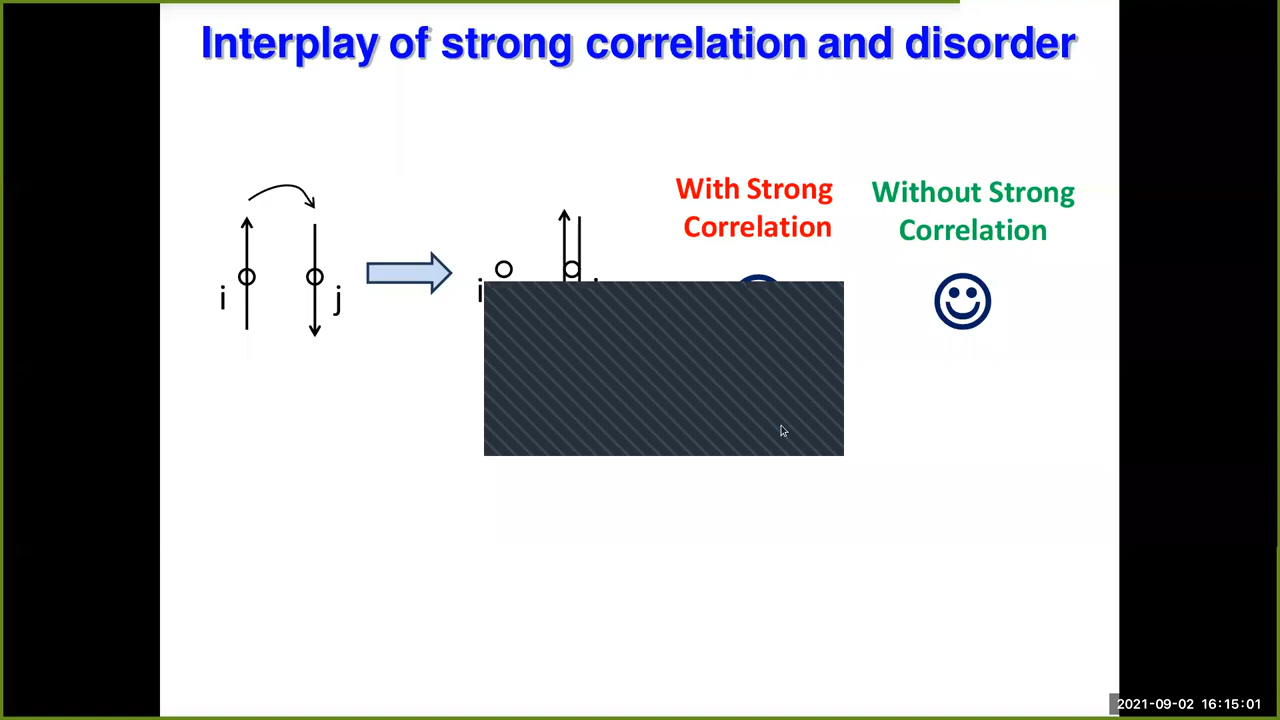 Interplay of strong correlation and disorder
With Strong
Correlation
Without Strong
Correlation
i
j
i
2021-09-02 16:15:01